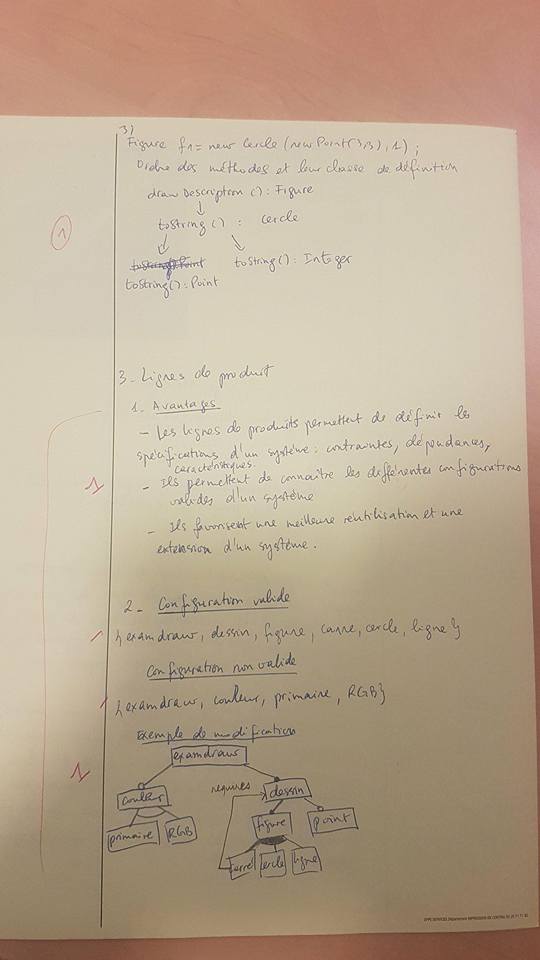 3)
Figure f1 = new Cercle (new Point(3,3), 1) ;
Ordre des méthodes et leur classe de définition
draw Description () : Figure
toString () : Cercle
1
toString() : Point toString () : Integer
toString() : Point
3. Lignes de produit
1. Avantages
- Les lignes de produits permettent de définir les
spécifications d'un système : contraintes, dépendances,
caractéristiques.
1
- Ils permettent de connaître les différentes configurations
valides d'un système
- Ils favorisent une meilleure réutilisation et une
extension d'un système.
2- Configuration valide
{ examdraw, dessin, figure, carre, cercle, ligne }
Configuration non valide
{ examdraw, couleur, primaire, RGB }
Exemple de modification
1
examdraw
couleur requires dessin
primaire RGB figure point
carré cercle ligne